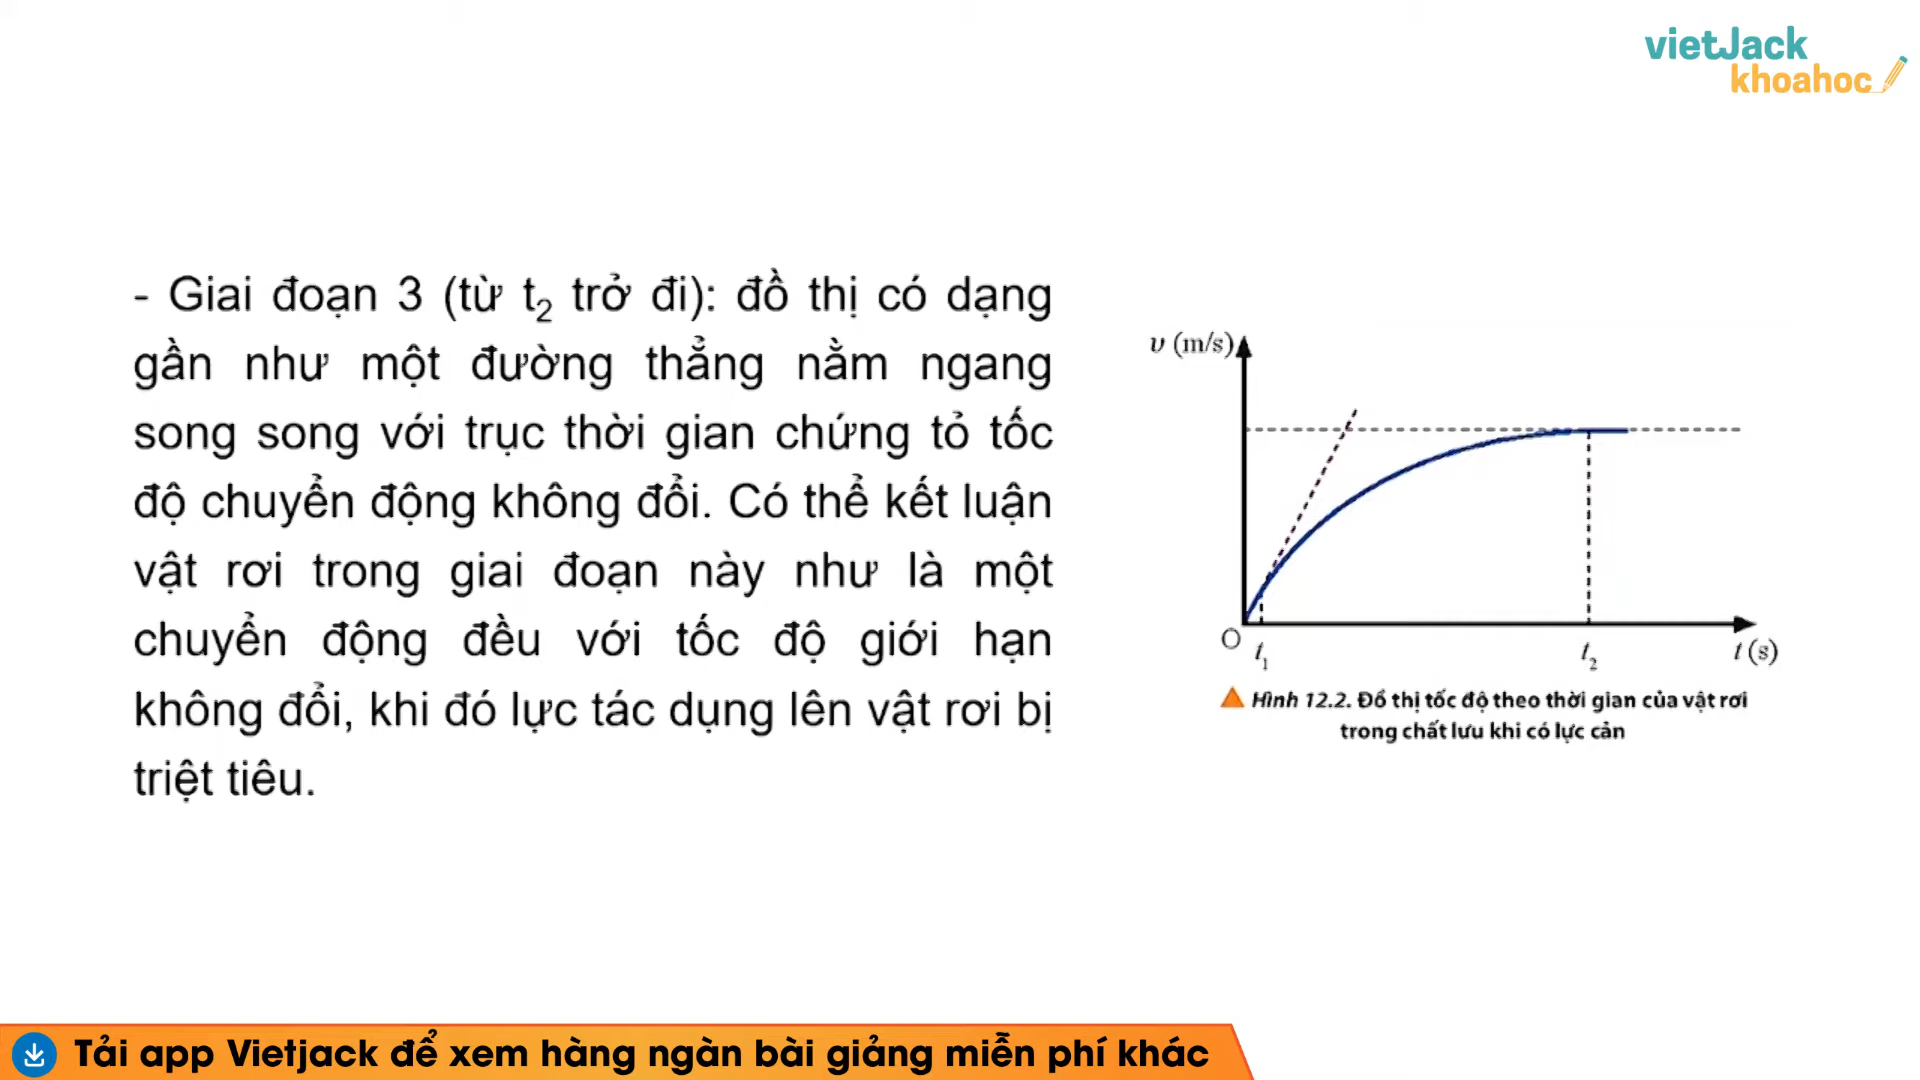 vietJack
khoahoc
- Giai đoạn 3 (từ t₂ trở đi): đồ thị có dạng
gần như một đường thẳng nằm ngang
song song với trục thời gian chứng tỏ tốc
độ chuyển động không đổi. Có thể kết luận
vật rơi trong giai đoạn này như là một
chuyển động đều với tốc độ giới hạn
không đổi, khi đó lực tác dụng lên vật rơi bị
triệt tiêu.
υ (m/s)
O
t₁
t₂
t (s)
Hình 12.2. Đồ thị tốc độ theo thời gian của vật rơi
trong chất lưu khi có lực cản
Tải app Vietjack để xem hàng ngàn bài giảng miễn phí khác